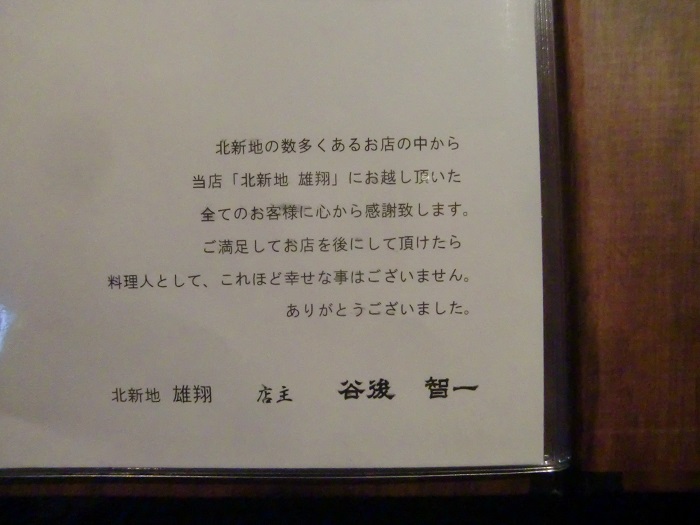 北新地の数多くあるお店の中から
当店「北新地 雄翔」にお越し頂いた
全てのお客様に心から感謝致します。
ご満足してお店を後にして頂けたら
料理人として、これほど幸せな事はございません。
ありがとうございました。
北新地 雄翔 店主 谷後 智一